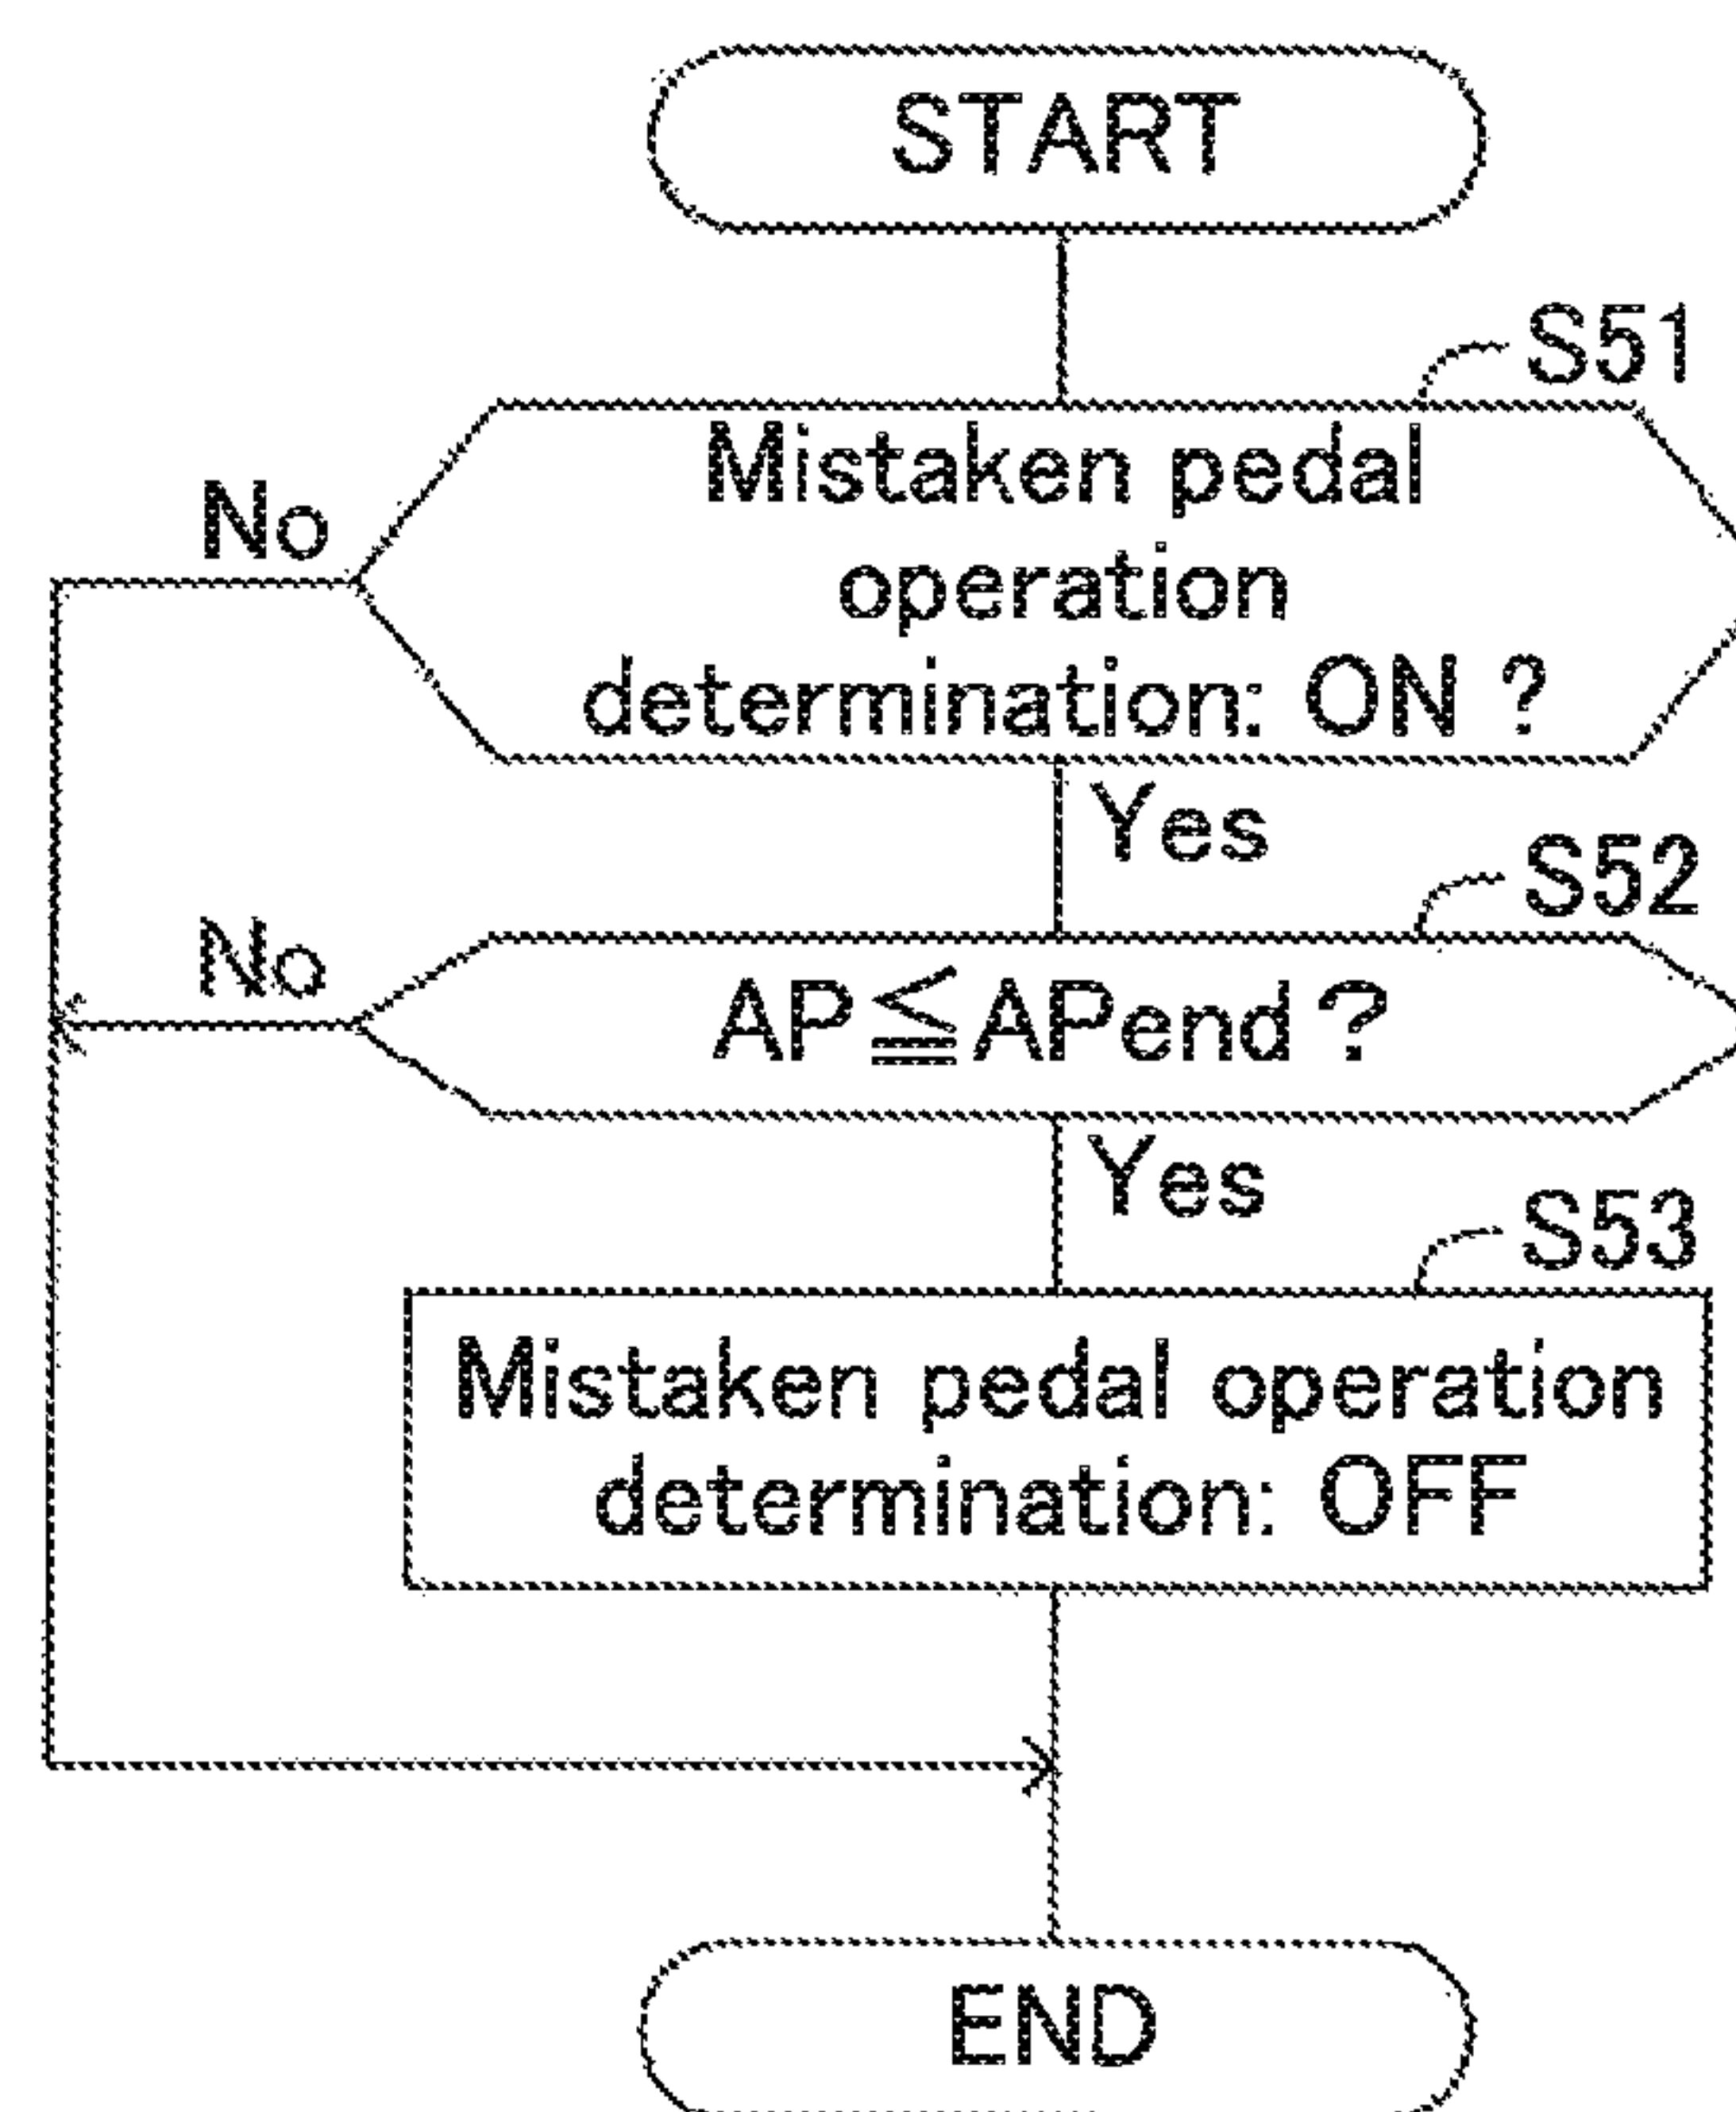 START
S51
Mistaken pedal
operation
determination: ON ?
No
Yes
S52
No
AP≦APend ?
Yes
S53
Mistaken pedal operation
determination: OFF
END